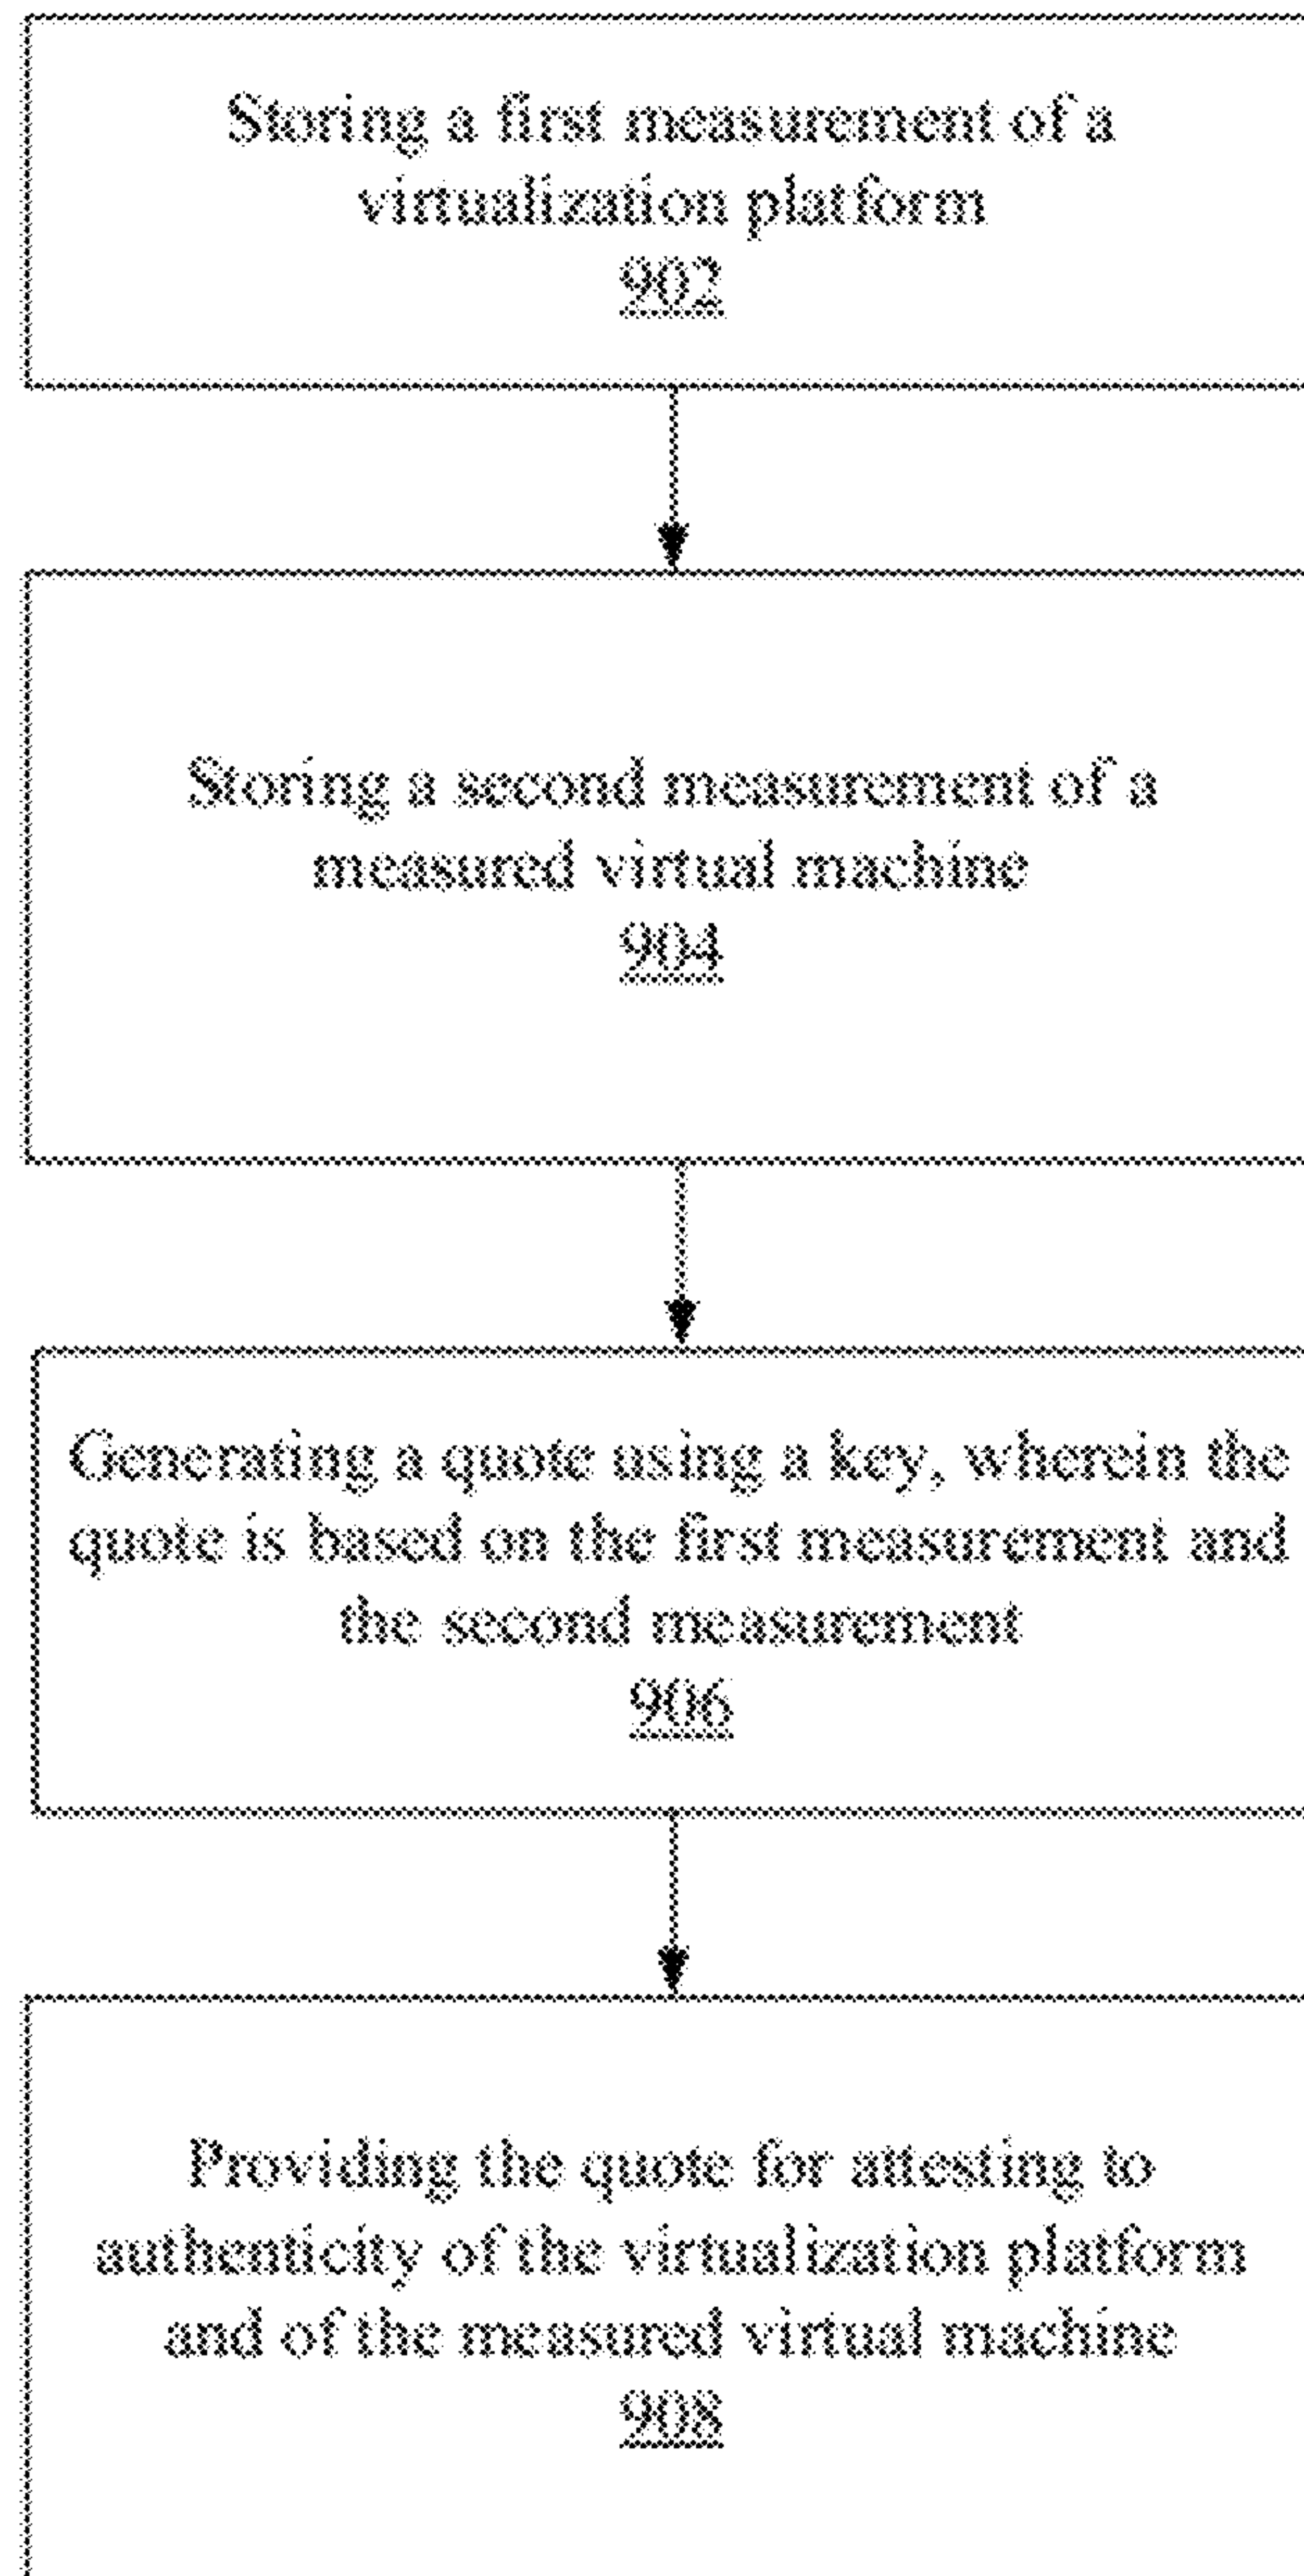 Storing a first measurement of a
virtualization platform
902
Storing a second measurement of a
measured virtual machine
904
Generating a quote using a key, wherein the
quote is based on the first measurement and
the second measurement
906
Providing the quote for attesting to
authenticity of the virtualization platform
and of the measured virtual machine
908